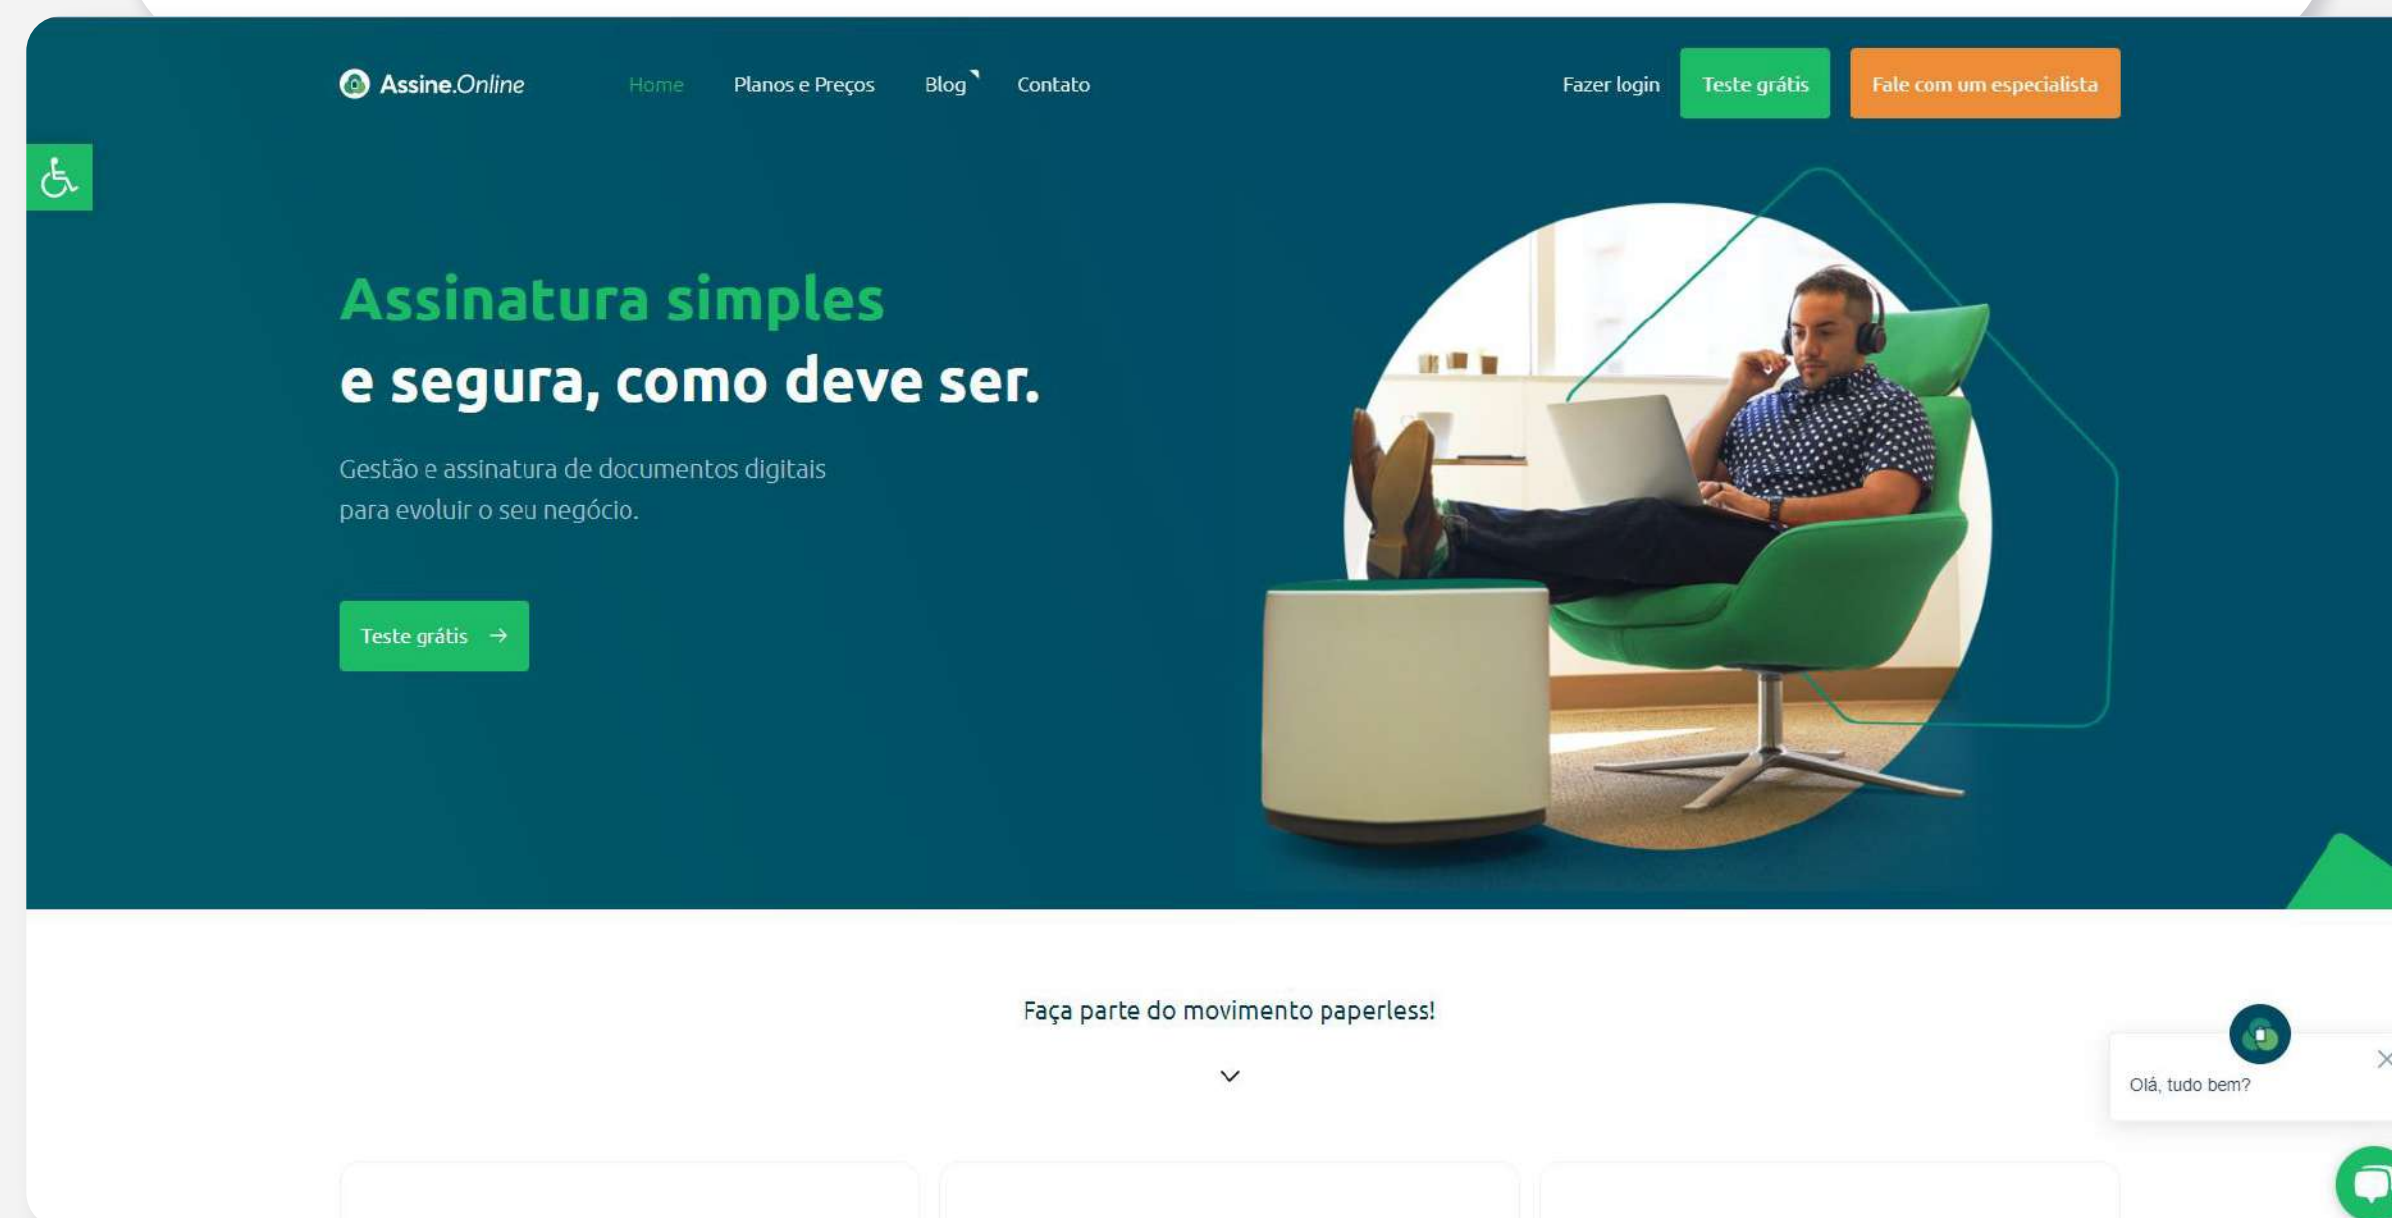 Assine.Online
Home
Planos e Preços
Blog
Contato
Fazer login
Teste grátis
Fale com um especialista
Assinatura simples
e segura, como deve ser.
Gestão e assinatura de documentos digitais
para evoluir o seu negócio.
Teste grátis
Faça parte do movimento paperless!
Olá, tudo bem?